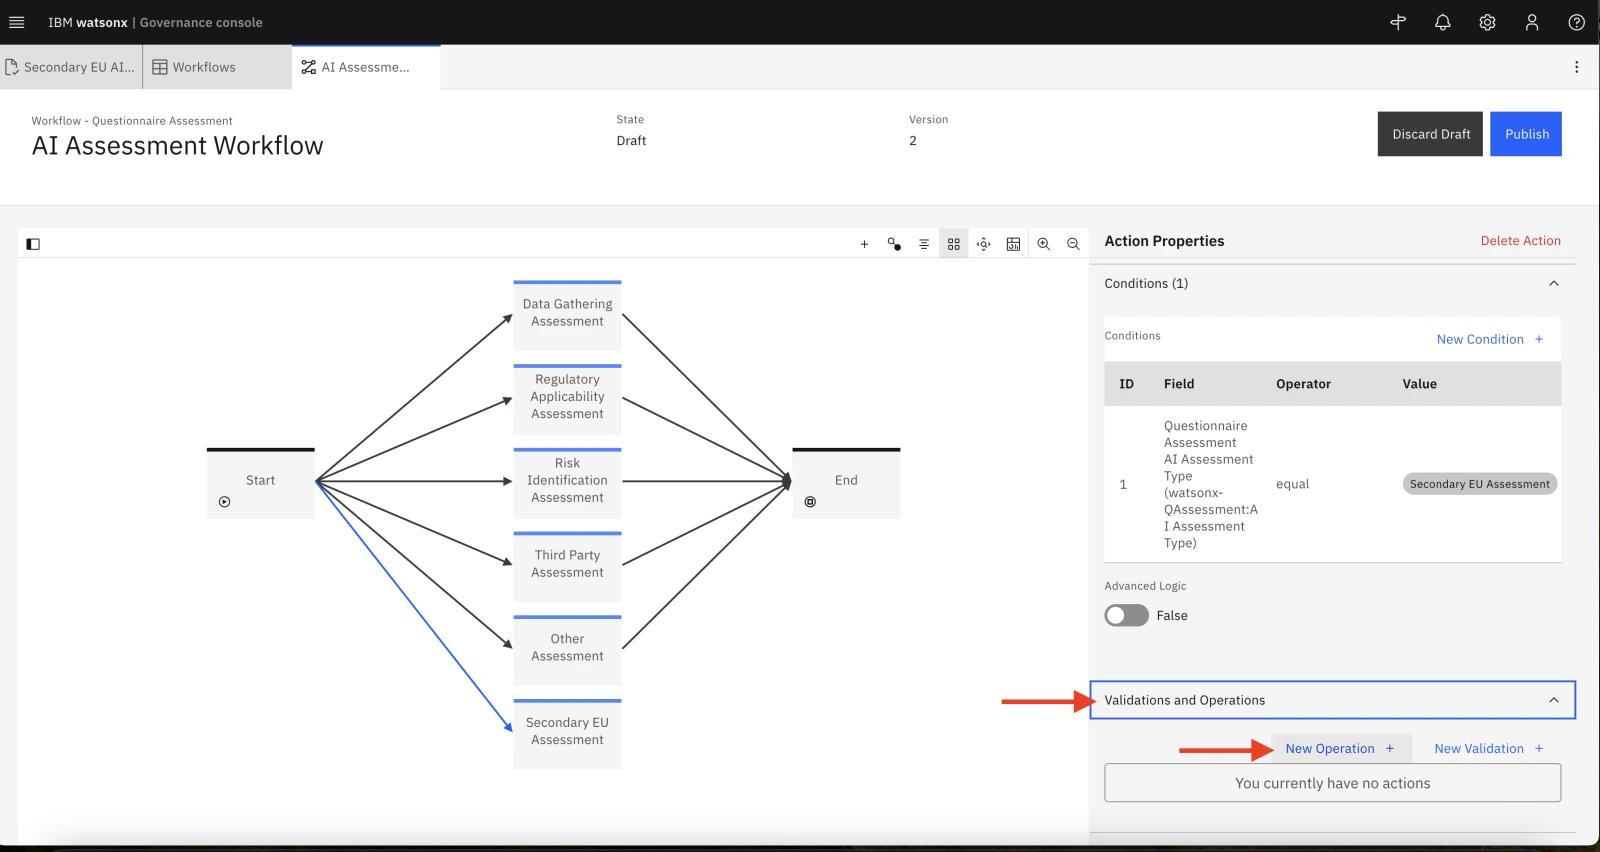 IBM watsonx | Governance console
Secondary EU AI...
Workflows
AI Assessme...
Workflow - Questionnaire Assessment
AI Assessment Workflow
State
Draft
Version
2
Discard Draft
Publish
Action Properties
Delete Action
Conditions (1)
Conditions
New Condition +
ID Field Operator Value
1
Questionnaire
Assessment
AI Assessment
Type
(watsonx-
QAssessment:A
I Assessment
Type)
equal
Secondary EU Assessment
Advanced Logic
False
Validations and Operations
New Operation +
New Validation +
You currently have no actions
Start
Data Gathering
Assessment
Regulatory
Applicability
Assessment
Risk
Identification
Assessment
Third Party
Assessment
Other
Assessment
Secondary EU
Assessment
End